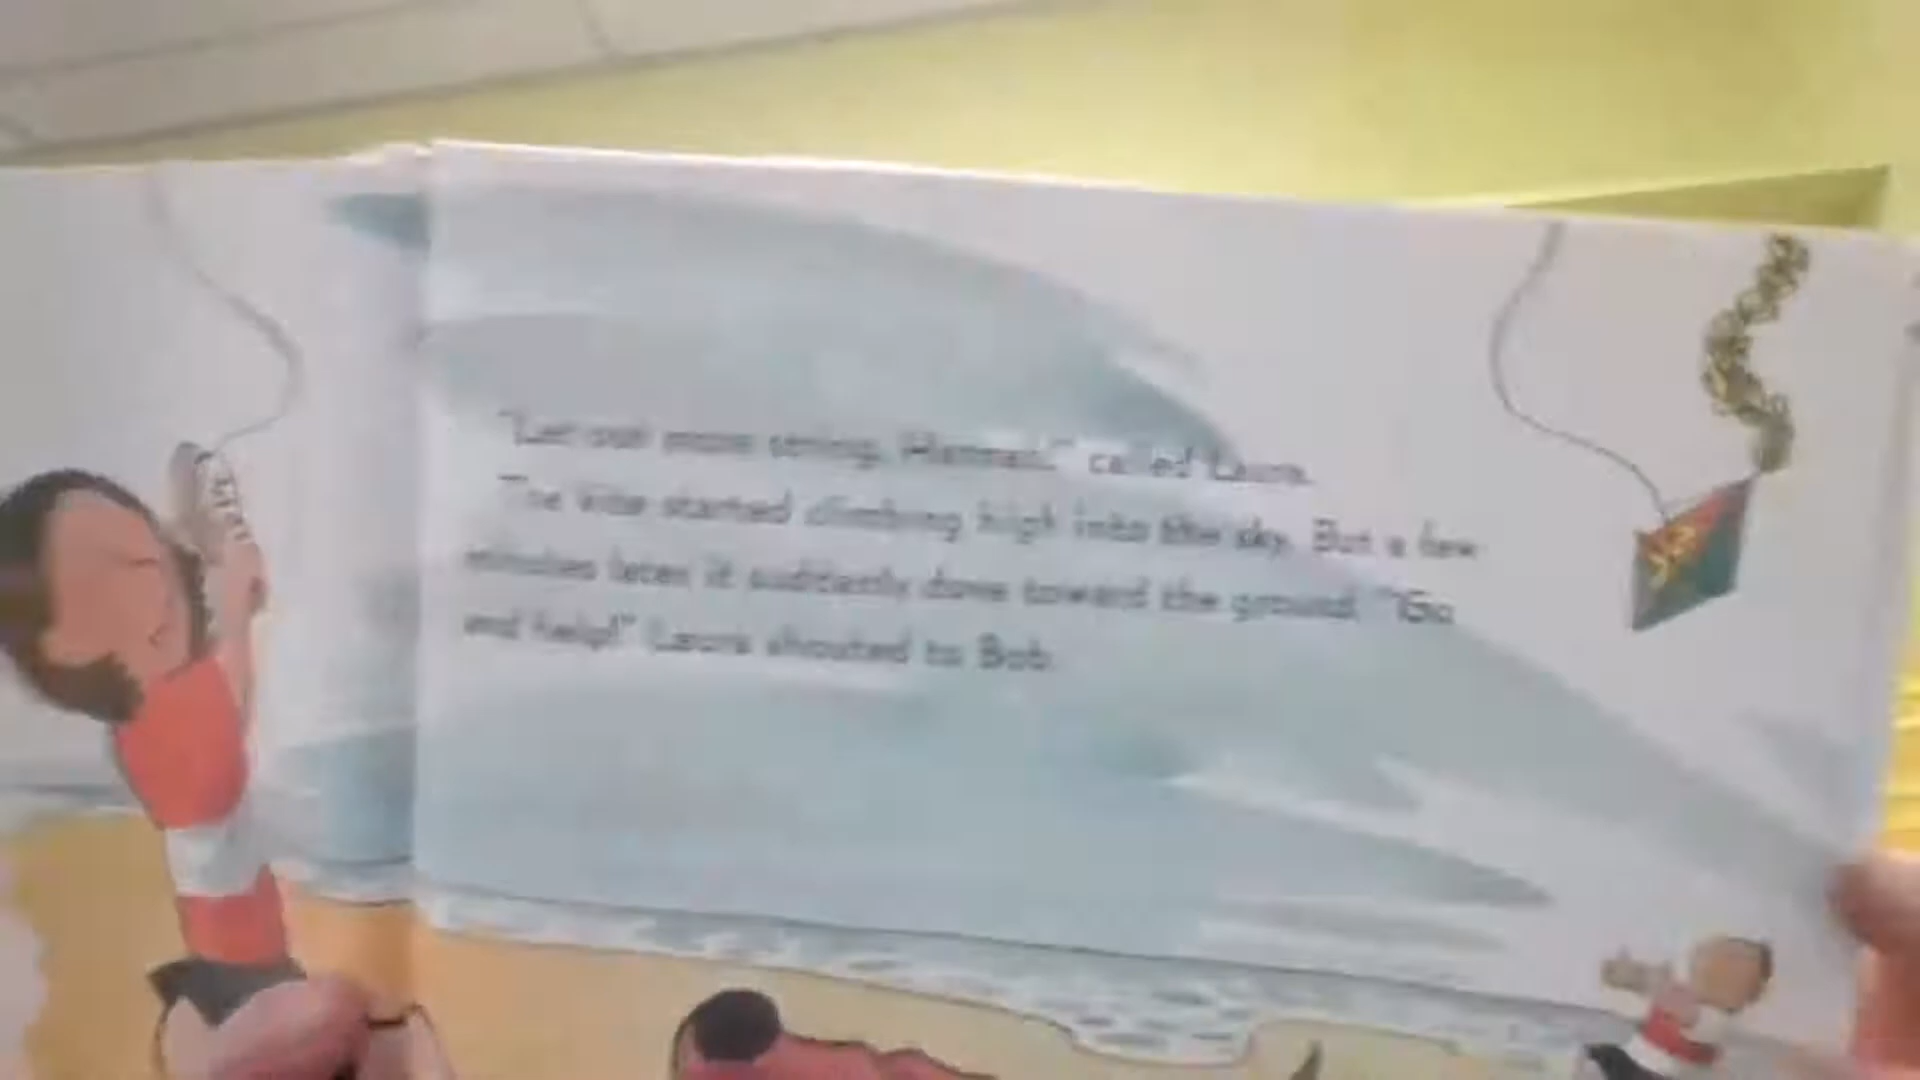 "Let out more string, Hannah!" called Laura.
The kite started climbing high into the sky. But a few
minutes later it suddenly dove toward the ground. "Go
and help!" Laura shouted to Bob.